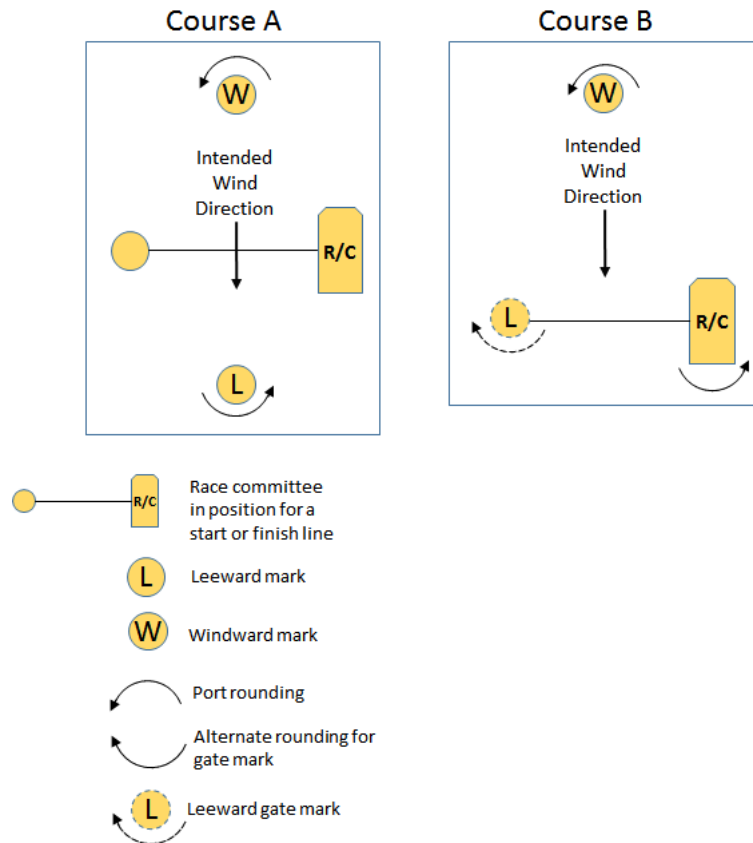 Course A
Course B
W
W
Intended
Wind
Direction
Intended
Wind
Direction
R/C
L
R/C
L
R/C
Race committee
in position for a
start or finish line
L
Leeward mark
W
Windward mark
Port rounding
Alternate rounding for
gate mark
L
Leeward gate mark